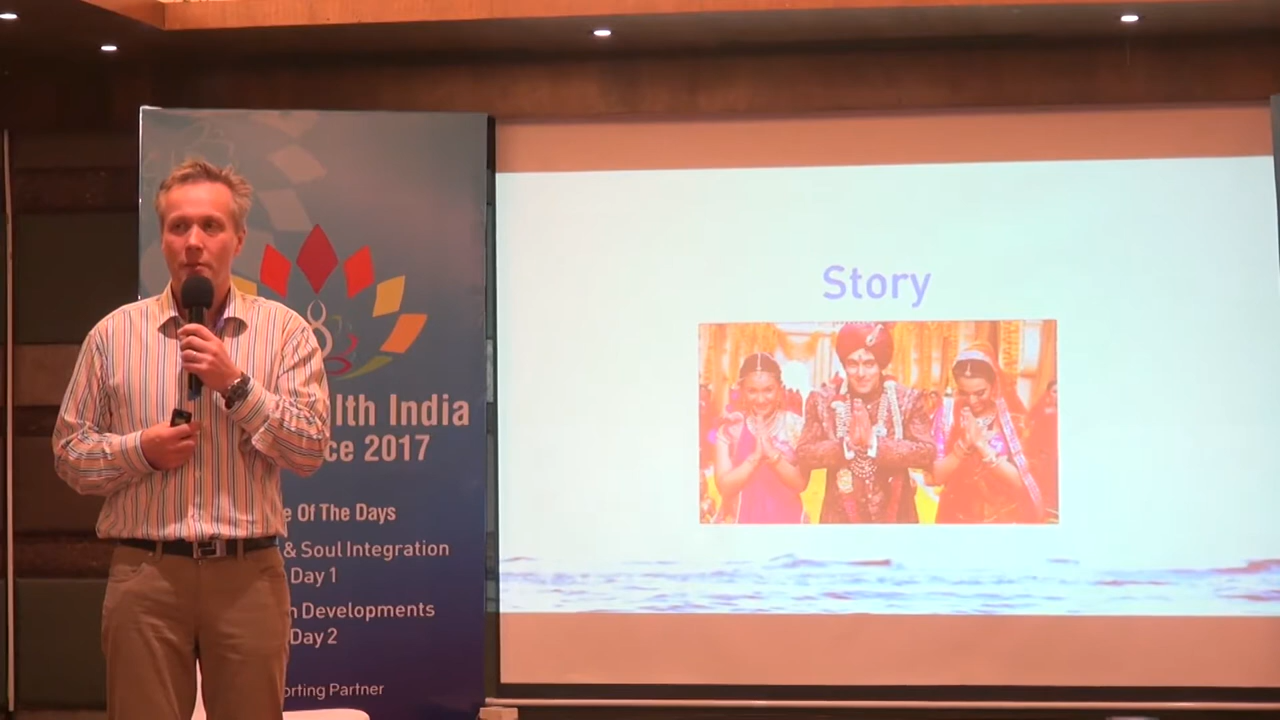 lth India
ce 2017
e Of The Days
& Soul Integration
Day 1
n Developments
Day 2
orting Partner
Story